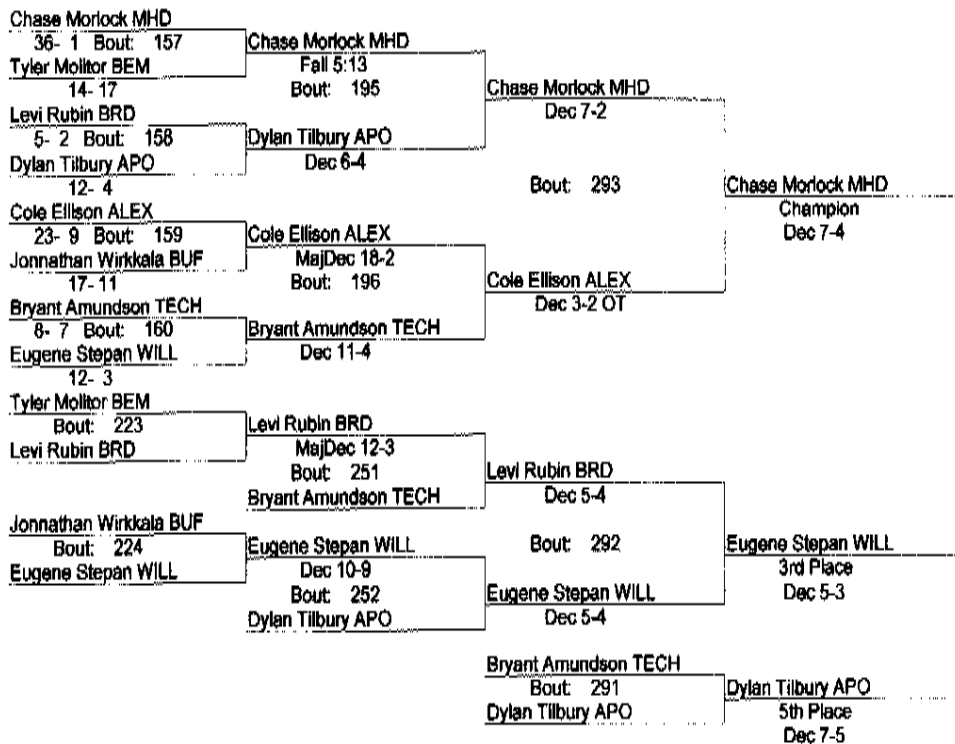 Chase Morlock MHD
36- 1 Bout: 157
Tyler Molitor BEM
14- 17
Levi Rubin BRD
5- 2 Bout: 158
Dylan Tilbury APO
12- 4
Cole Ellison ALEX
23- 9 Bout: 159
Jonnathan Wirkkala BUF
17- 11
Bryant Amundson TECH
8- 7 Bout: 160
Eugene Stepan WILL
12- 3
Chase Morlock MHD
Fall 5:13
Bout: 195
Dylan Tilbury APO
Dec 6-4
Cole Ellison ALEX
MajDec 18-2
Bout: 196
Bryant Amundson TECH
Dec 11-4
Chase Morlock MHD
Dec 7-2
Bout: 293
Cole Ellison ALEX
Dec 3-2 OT
Chase Morlock MHD
Champion
Dec 7-4
Tyler Molitor BEM
Bout: 223
Levi Rubin BRD
Jonnathan Wirkkala BUF
Bout: 224
Eugene Stepan WILL
Levi Rubin BRD
MajDec 12-3
Bout: 251
Bryant Amundson TECH
Eugene Stepan WILL
Dec 10-9
Bout: 252
Dylan Tilbury APO
Levi Rubin BRD
Dec 5-4
Bout: 292
Eugene Stepan WILL
Dec 5-4
Eugene Stepan WILL
3rd Place
Dec 5-3
Bryant Amundson TECH
Bout: 291
Dylan Tilbury APO
Dylan Tilbury APO
5th Place
Dec 7-5